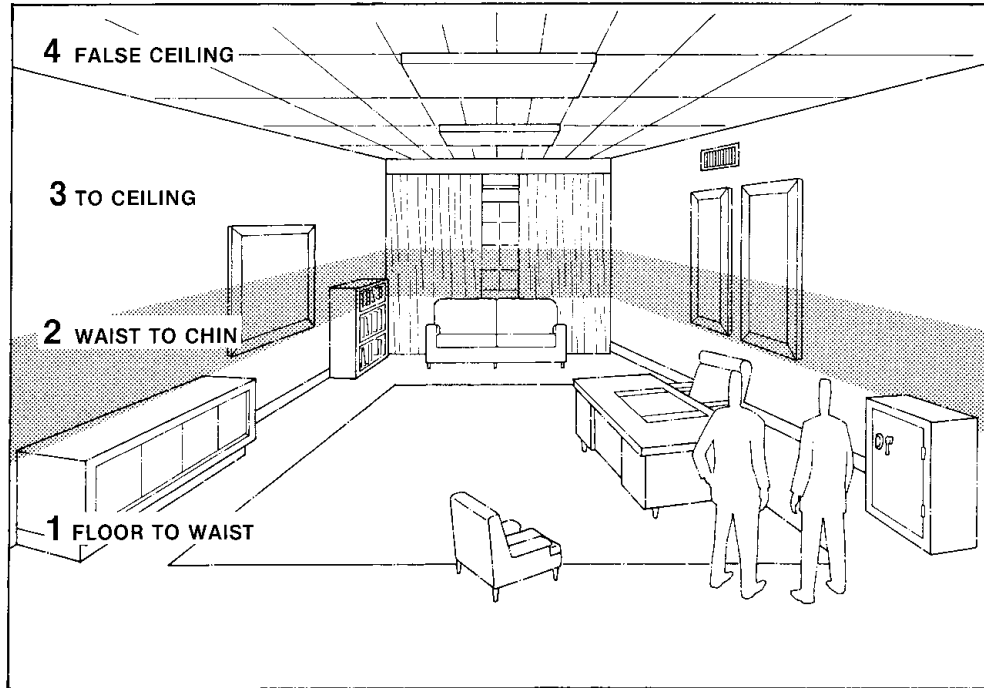 4 FALSE CEILING
3 TO CEILING
2 WAIST TO CHIN
1 FLOOR TO WAIST